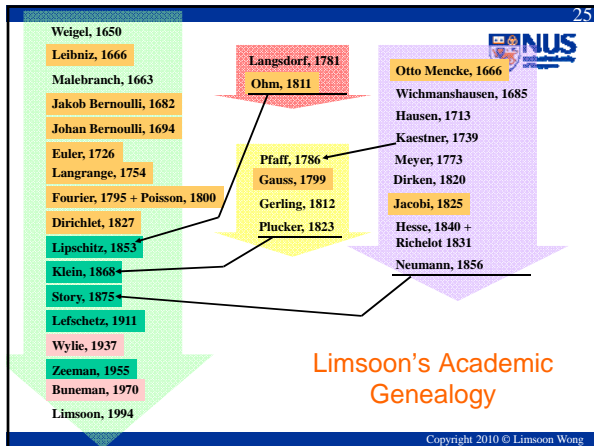 25
NUS
Weigel, 1650
Leibniz, 1666
Malebranch, 1663
Jakob Bernoulli, 1682
Johan Bernoulli, 1694
Euler, 1726
Langrange, 1754
Fourier, 1795 + Poisson, 1800
Dirichlet, 1827
Lipschitz, 1853
Klein, 1868
Story, 1875
Lefschetz, 1911
Wylie, 1937
Zeeman, 1955
Buneman, 1970
Limsoon, 1994
Langsdorf, 1781
Ohm, 1811
Pfaff, 1786
Gauss, 1799
Gerling, 1812
Plucker, 1823
Otto Mencke, 1666
Wichmanshausen, 1685
Hausen, 1713
Kaestner, 1739
Meyer, 1773
Dirken, 1820
Jacobi, 1825
Hesse, 1840 +
Richelot 1831
Neumann, 1856
Limsoon's Academic
Genealogy
Copyright 2010 © Limsoon Wong